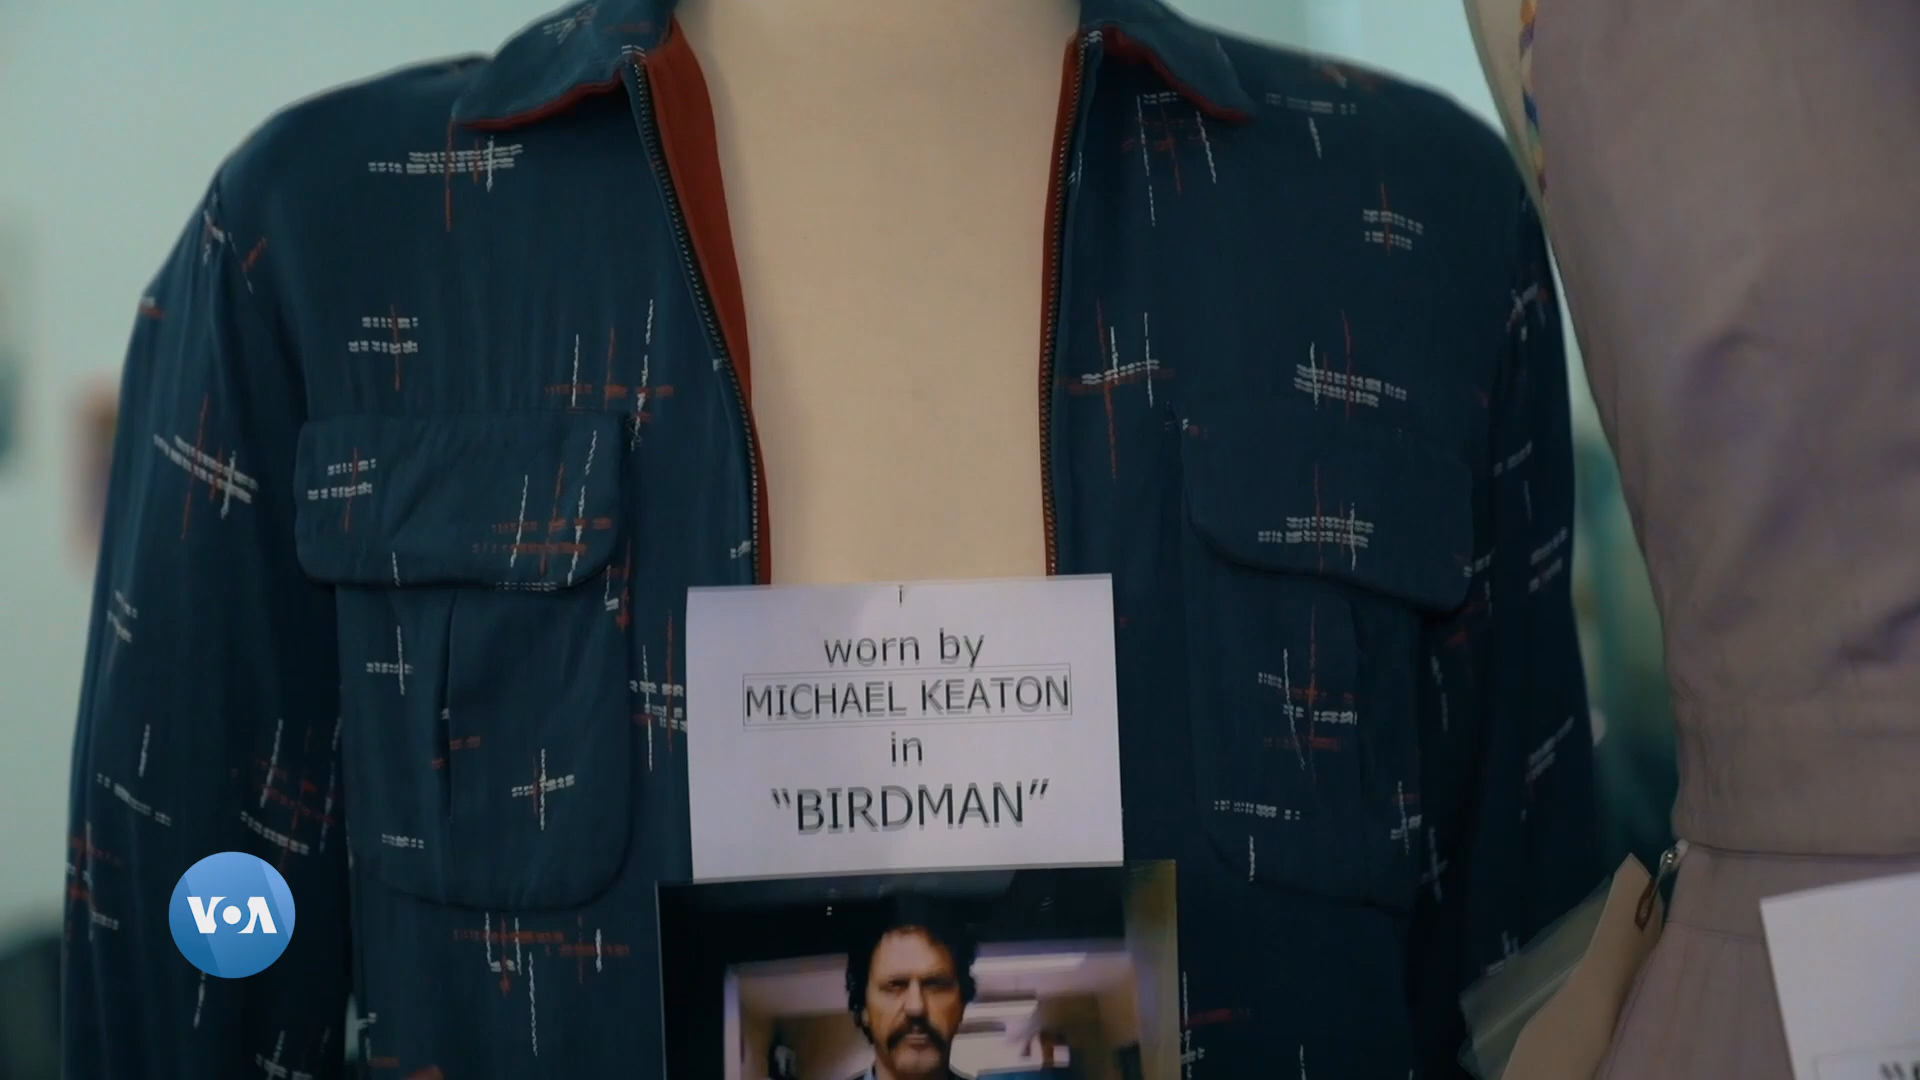 worn by
MICHAEL KEATON
in
“BIRDMAN”
VOA